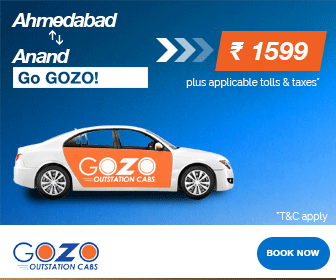 Ahmedabad
Anand
Go GOZO!
₹ 1599
plus applicable tolls & taxes*
GOZO
OUTSTATION CABS
*T&C apply
GOZO
OUTSTATION CABS
BOOK NOW